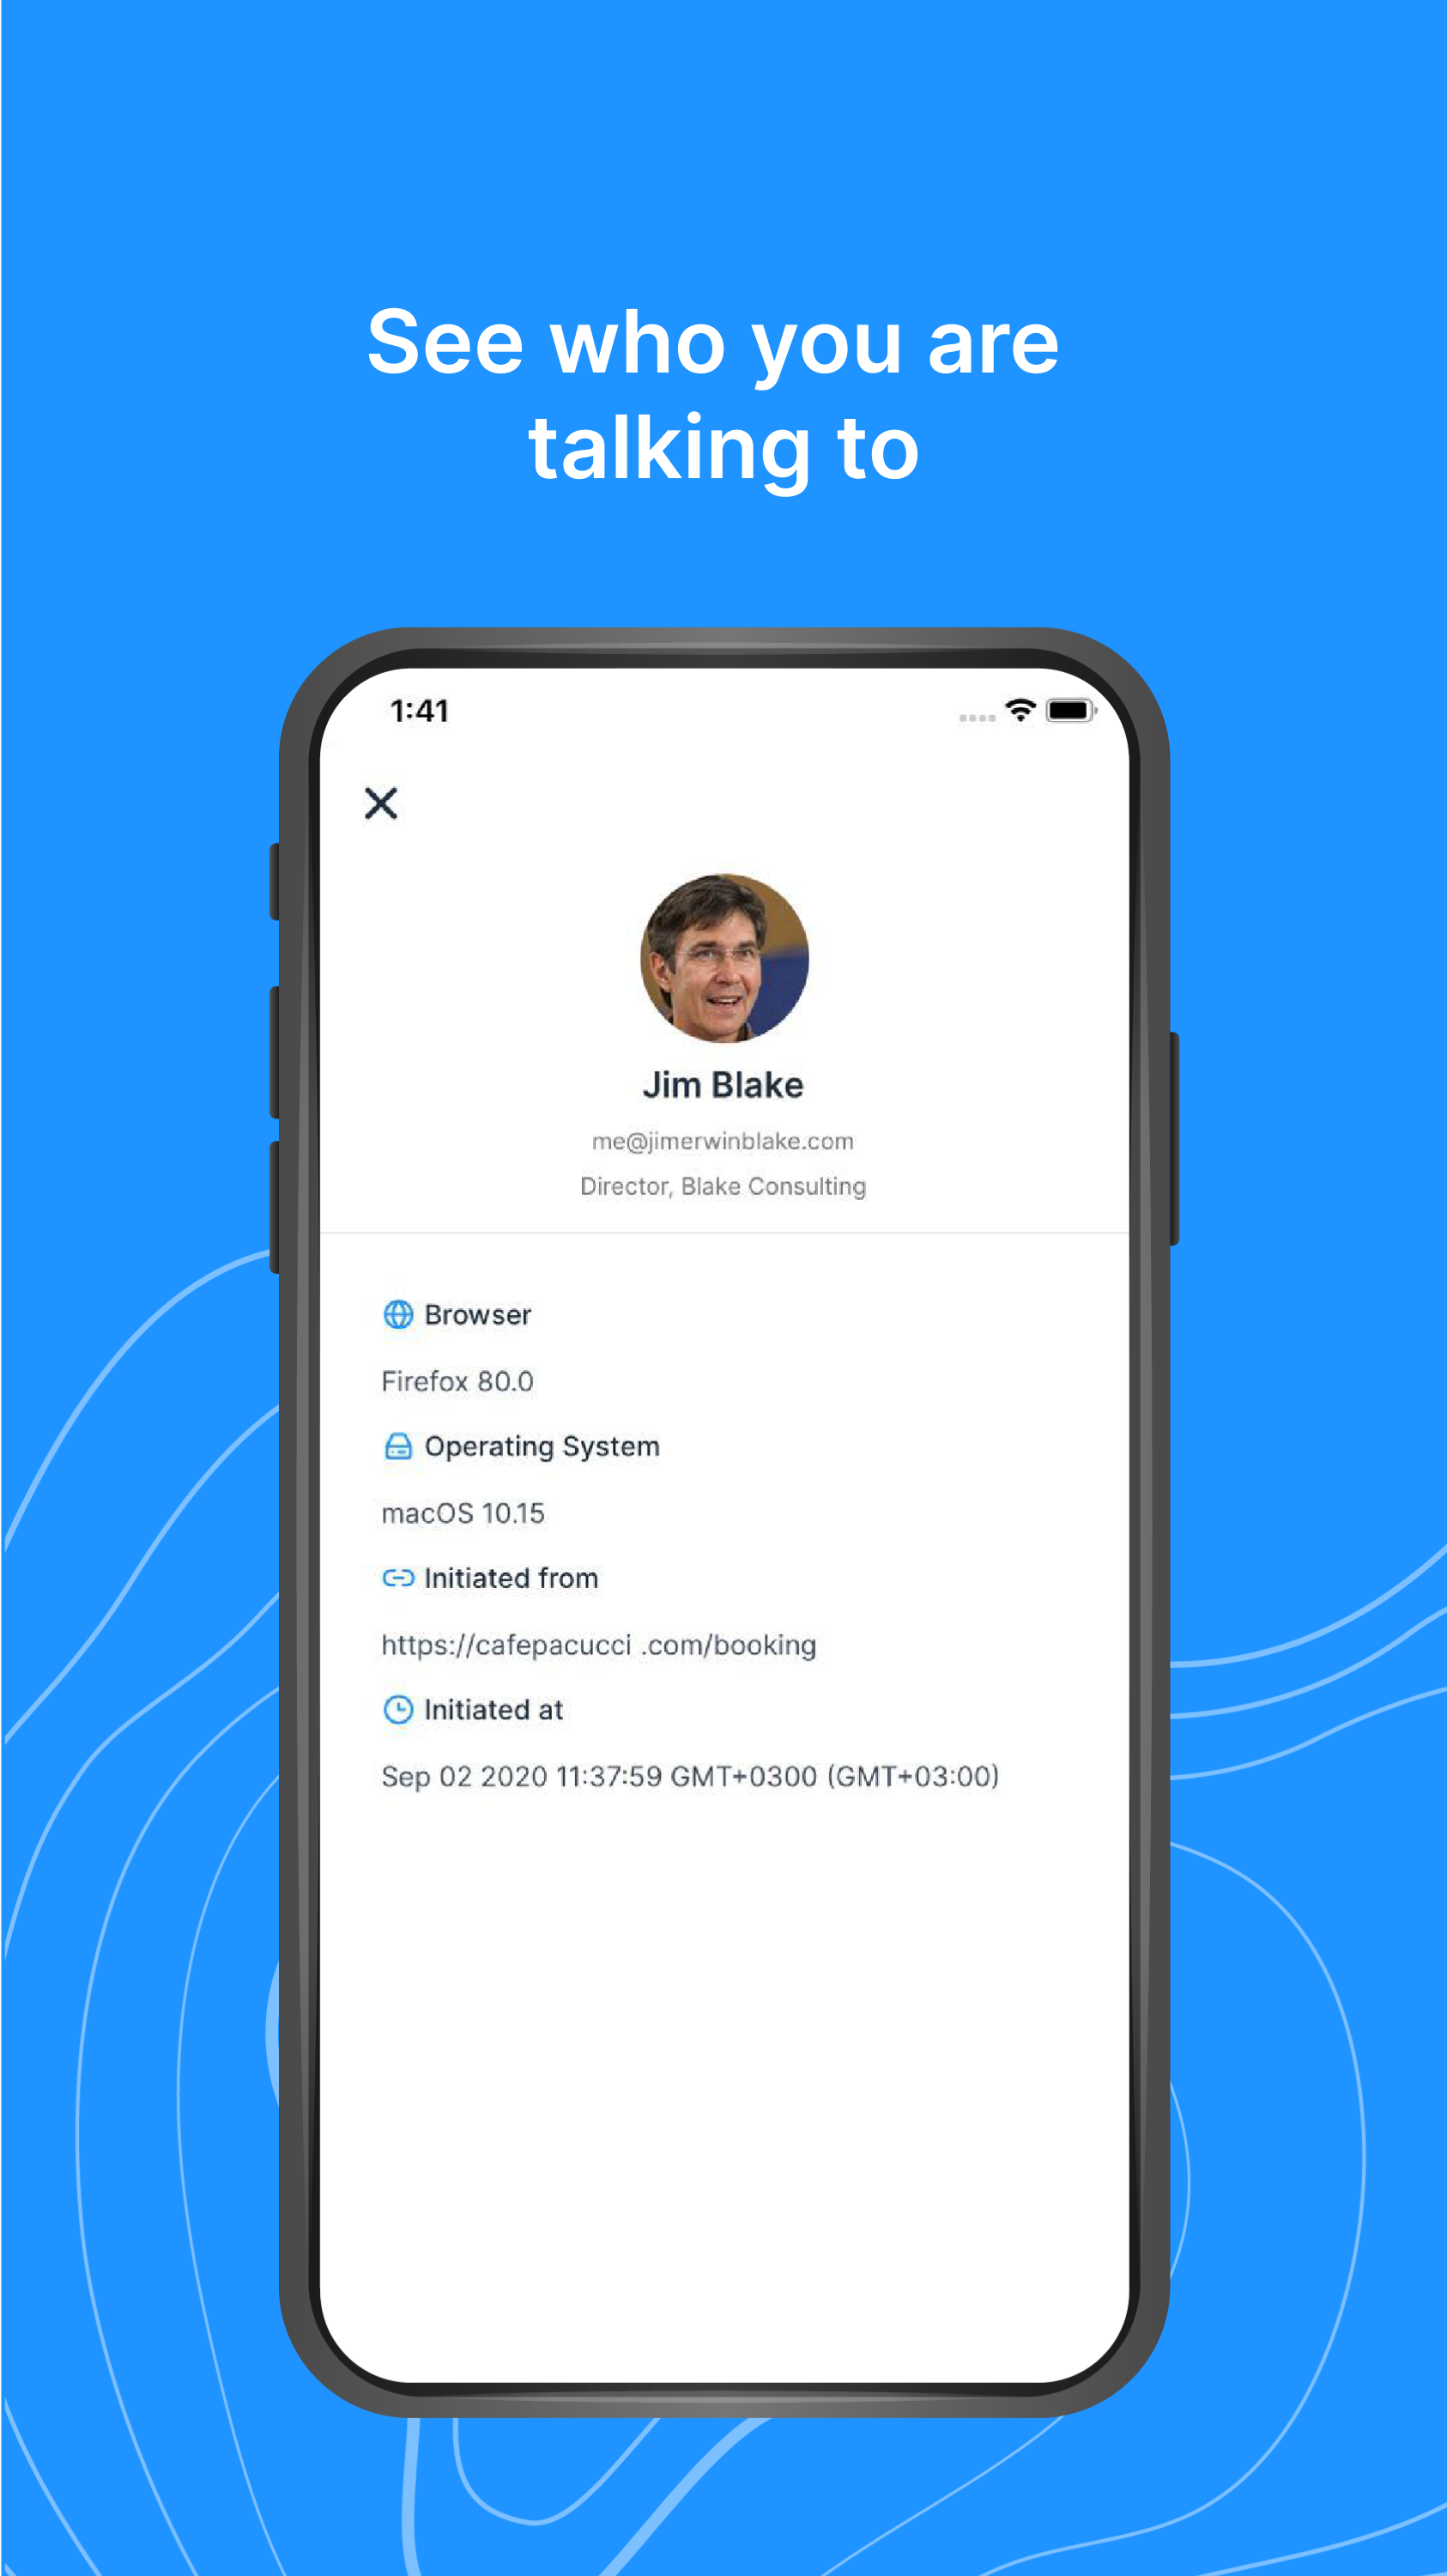 See who you are
talking to
1:41
Jim Blake
me@jimerwinblake.com
Director, Blake Consulting
Browser
Firefox 80.0
Operating System
macOS 10.15
Initiated from
https://cafepacucci .com/booking
Initiated at
Sep 02 2020 11:37:59 GMT+0300 (GMT+03:00)